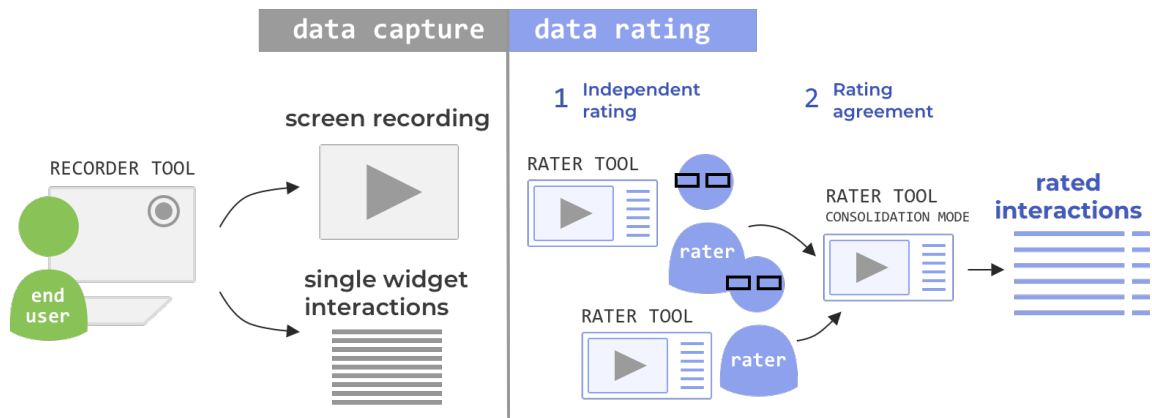 data capture
data rating
screen recording
RECORDER TOOL
end
user
single widget
interactions
1 Independent
rating
2 Rating
agreement
RATER TOOL
rater
RATER TOOL
rater
RATER TOOL
CONSOLIDATION MODE
rated
interactions